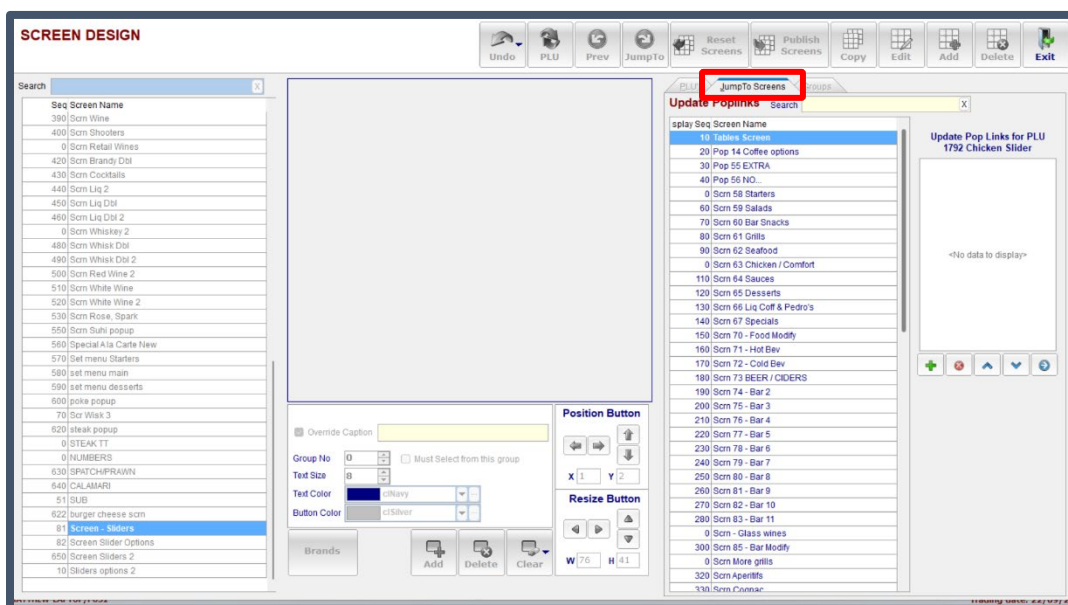 SCREEN DESIGN
Undo
PLU
Prev
JumpTo
Reset Screens
Publish Screens
Copy
Edit
Add
Delete
Exit
Search
X
Seq Screen Name
390 Scrn Wine
400 Scrn Shooters
0 Scrn Retail Wines
420 Scrn Brandy Dbl
430 Scrn Cocktails
440 Scrn Liq 2
450 Scrn Liq Dbl
460 Scrn Liq Dbl 2
0 Scrn Whiskey 2
480 Scrn Whisk Dbl
490 Scrn Whisk Dbl 2
500 Scrn Red Wine 2
510 Scrn White Wine
520 Scrn White Wine 2
530 Scrn Rose, Spark
550 Scrn Suhi popup
560 Special Ala Carte New
570 Set menu Starters
580 set menu main
590 set menu desserts
600 poke popup
70 Scr Wisk 3
620 steak popup
0 STEAK TT
0 NUMBERS
630 SPATCH/PRAWN
640 CALAMARI
51 SUB
622 burger cheese scrn
81 Screen - Sliders
82 Screen Slider Options
650 Screen Sliders 2
10 Sliders options 2
Override Caption
Group No 0
Must Select from this group
Text Size 8
Text Color clNavy
Button Color clSilver
Brands
Add
Delete
Clear
Position Button
X 1 Y 2
Resize Button
W 76 H 41
PLU
JumpTo Screens
Groups
Update Poplinks Search
X
splay Seq Screen Name
10 Tables Screen
20 Pop 14 Coffee options
30 Pop 55 EXTRA
40 Pop 56 NO...
0 Scrn 58 Starters
60 Scrn 59 Salads
70 Scrn 60 Bar Snacks
80 Scrn 61 Grills
90 Scrn 62 Seafood
0 Scrn 63 Chicken / Comfort
110 Scrn 64 Sauces
120 Scrn 65 Desserts
130 Scrn 66 Liq Coff & Pedro's
140 Scrn 67 Specials
150 Scrn 70 - Food Modify
160 Scrn 71 - Hot Bev
170 Scrn 72 - Cold Bev
180 Scrn 73 BEER / CIDERS
190 Scrn 74 - Bar 2
200 Scrn 75 - Bar 3
210 Scrn 76 - Bar 4
220 Scrn 77 - Bar 5
230 Scrn 78 - Bar 6
240 Scrn 79 - Bar 7
250 Scrn 80 - Bar 8
260 Scrn 81 - Bar 9
270 Scrn 82 - Bar 10
280 Scrn 83 - Bar 11
0 Scrn - Glass wines
300 Scrn 85 - Bar Modify
0 Scrn More grills
320 Scrn Aperitifs
330 Scrn Cognac
Update Pop Links for PLU
1792 Chicken Slider
<No data to display>